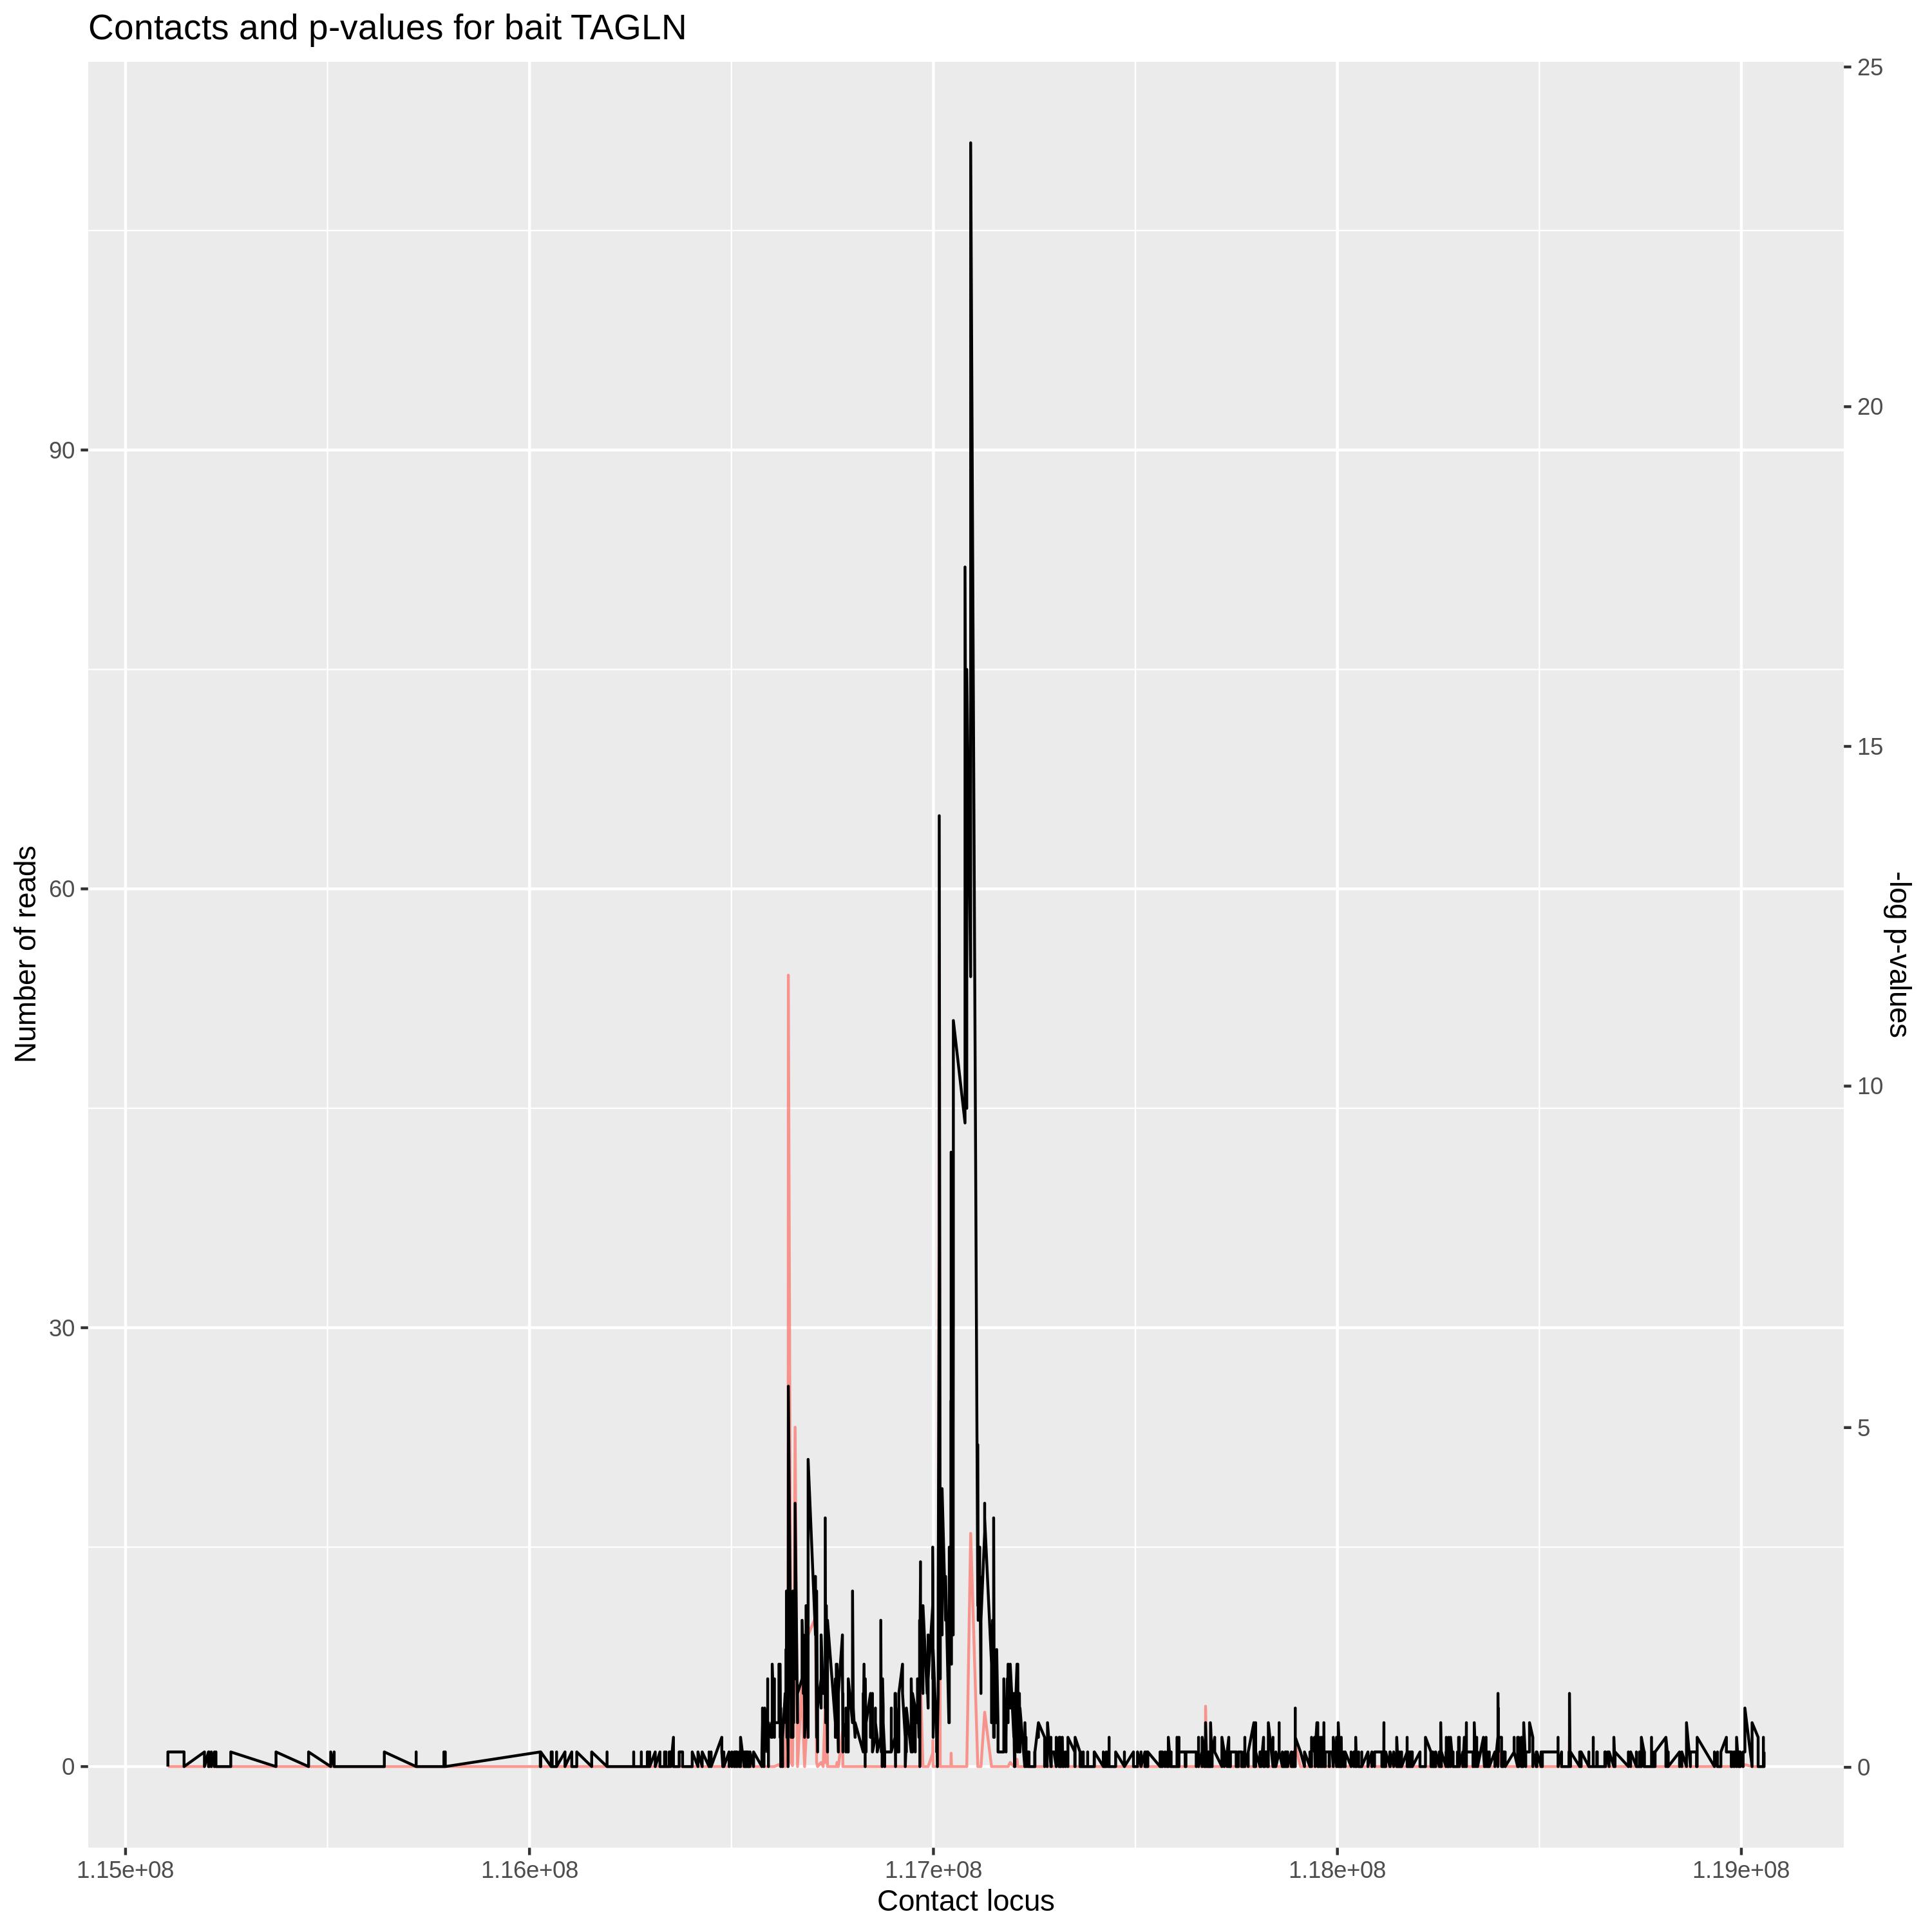 Contacts and p-values for bait TAGLN
25
20
15
10
5
0
90
60
30
0
Number of reads
-log p-values
1.15e+08 1.16e+08 1.17e+08 1.18e+08 1.19e+08
Contact locus